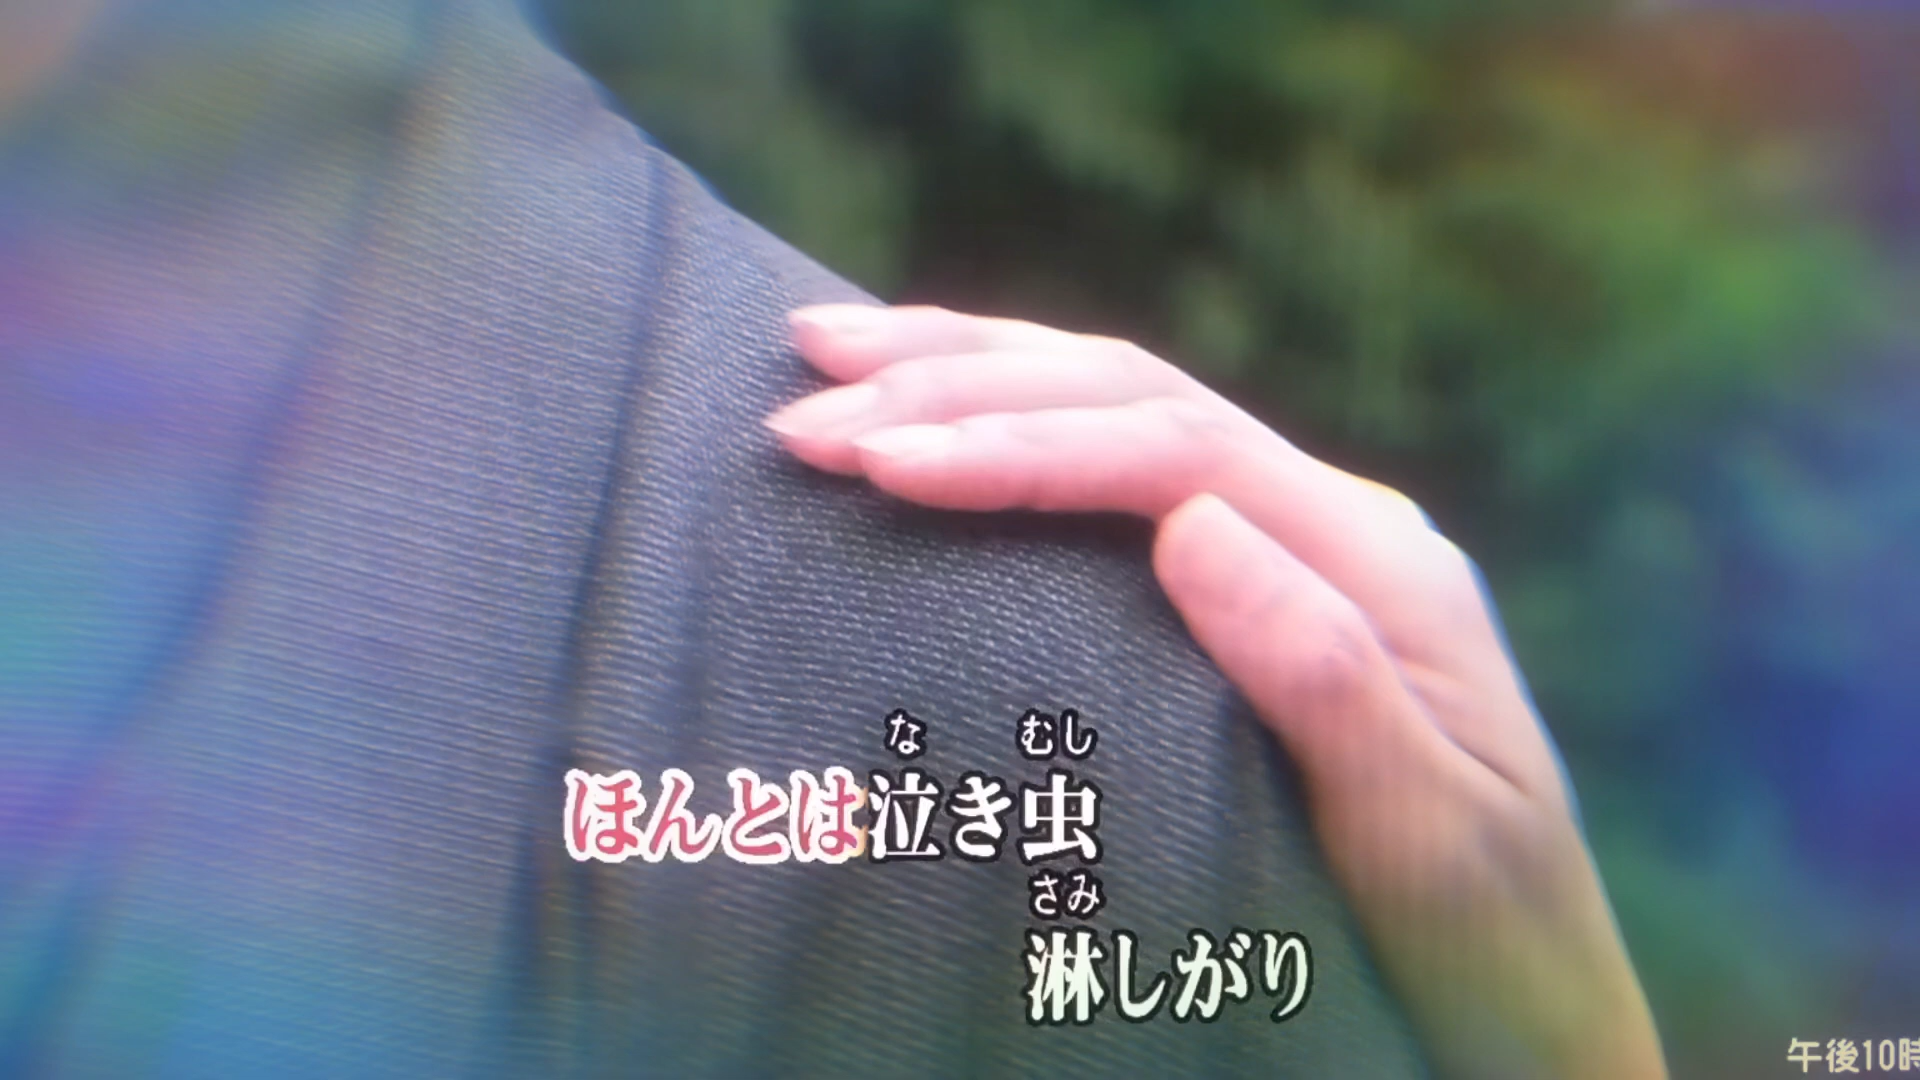 な むし
ほんとは泣き虫
さみ
淋しがり
午後10時